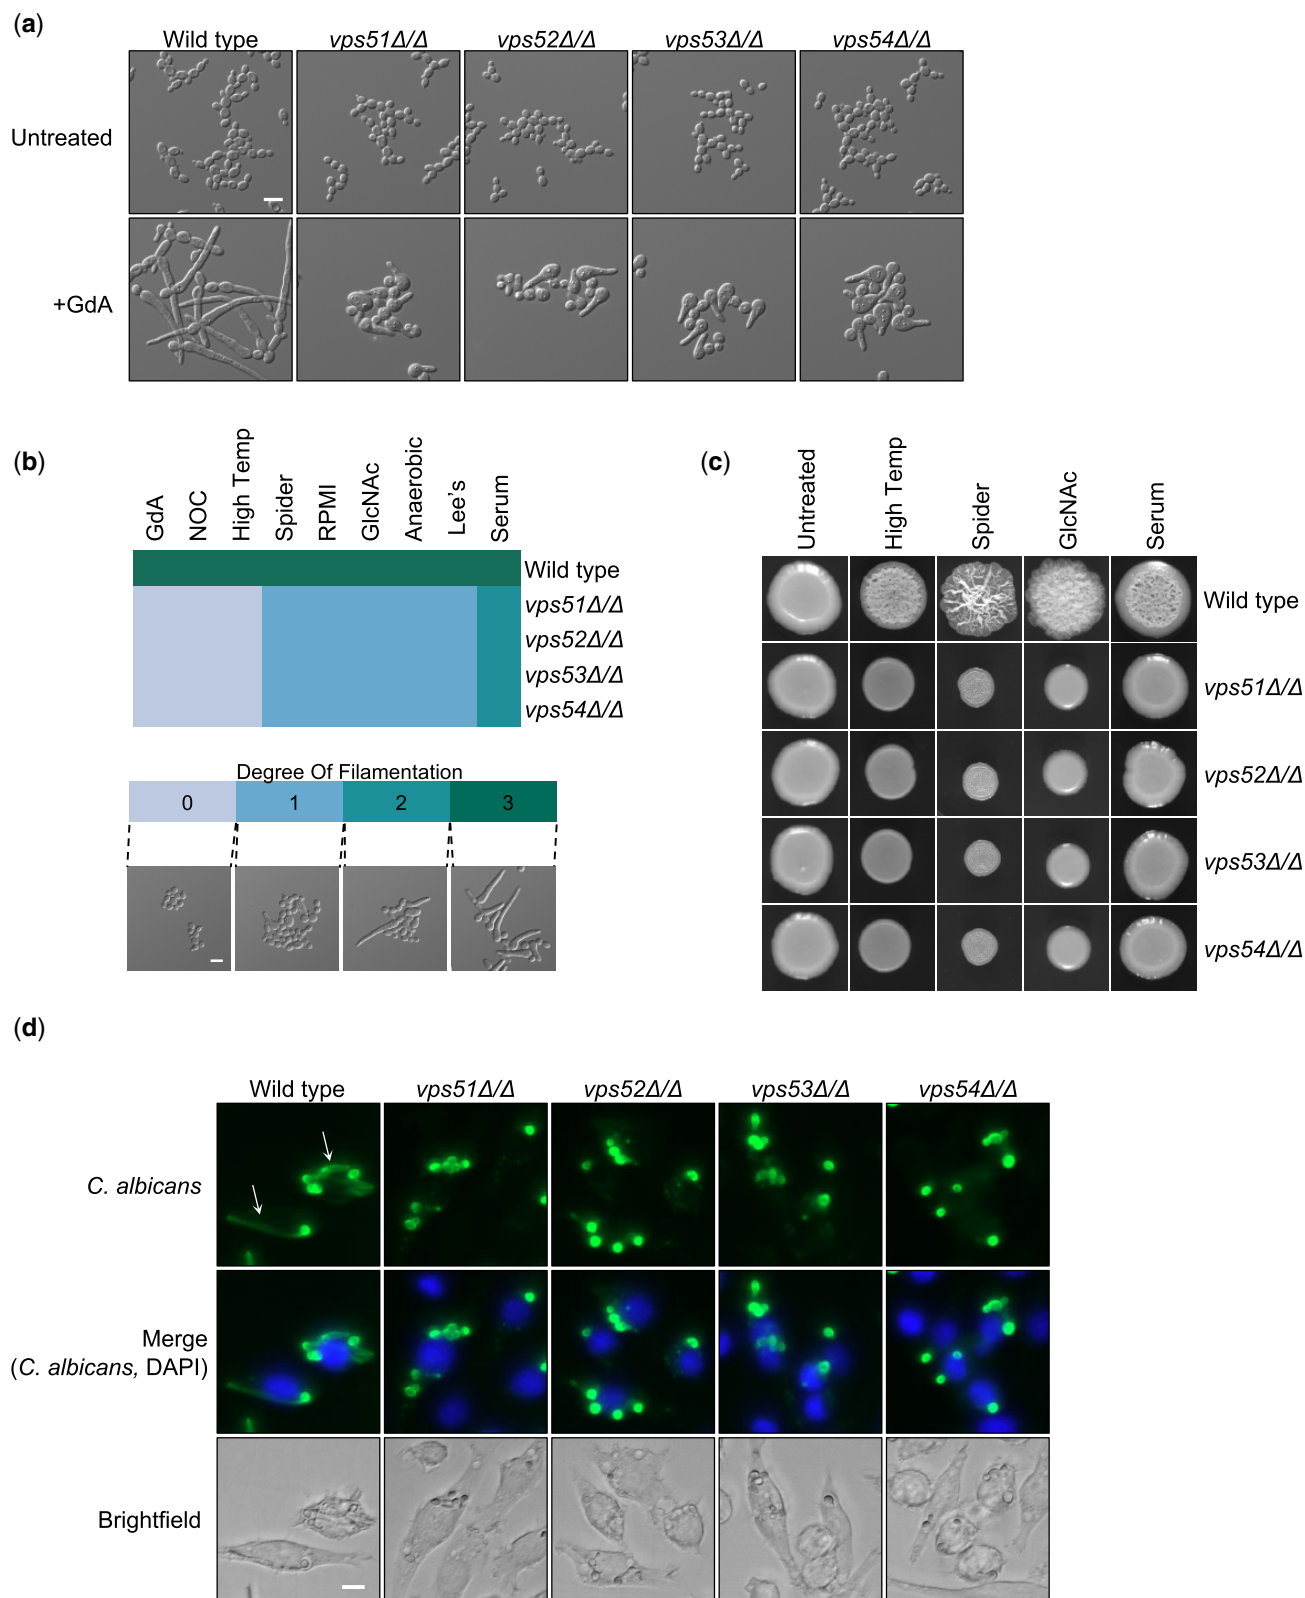 (a)
Wild type vps51Δ/Δ vps52Δ/Δ vps53Δ/Δ vps54Δ/Δ
Untreated
+GdA
(b)
GdA
NOC
High Temp
Spider
RPMI
GlcNAc
Anaerobic
Lee's
Serum
Wild type
vps51Δ/Δ
vps52Δ/Δ
vps53Δ/Δ
vps54Δ/Δ
Degree Of Filamentation
0 1 2 3
(c)
Untreated
High Temp
Spider
GlcNAc
Serum
Wild type
vps51Δ/Δ
vps52Δ/Δ
vps53Δ/Δ
vps54Δ/Δ
(d)
Wild type vps51Δ/Δ vps52Δ/Δ vps53Δ/Δ vps54Δ/Δ
C. albicans
Merge
(C. albicans, DAPI)
Brightfield